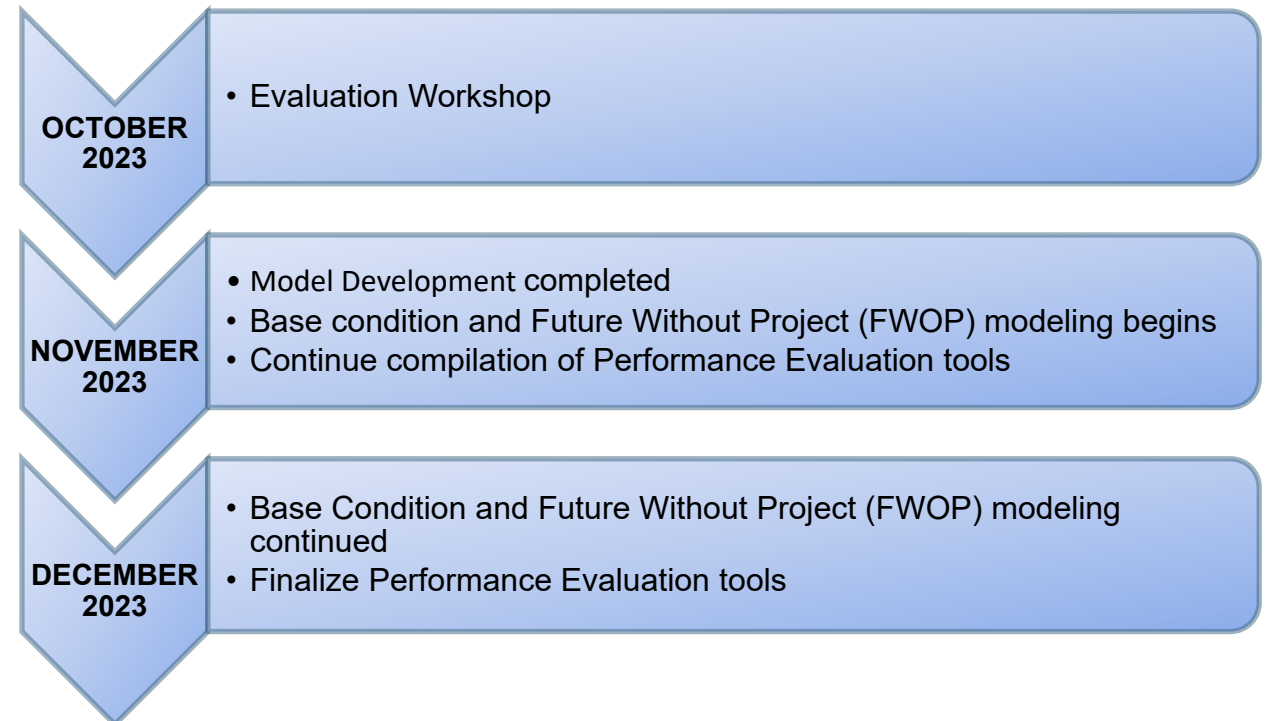 OCTOBER
2023
• Evaluation Workshop
NOVEMBER
2023
• Model Development completed
• Base condition and Future Without Project (FWOP) modeling begins
• Continue compilation of Performance Evaluation tools
DECEMBER
2023
• Base Condition and Future Without Project (FWOP) modeling
continued
• Finalize Performance Evaluation tools